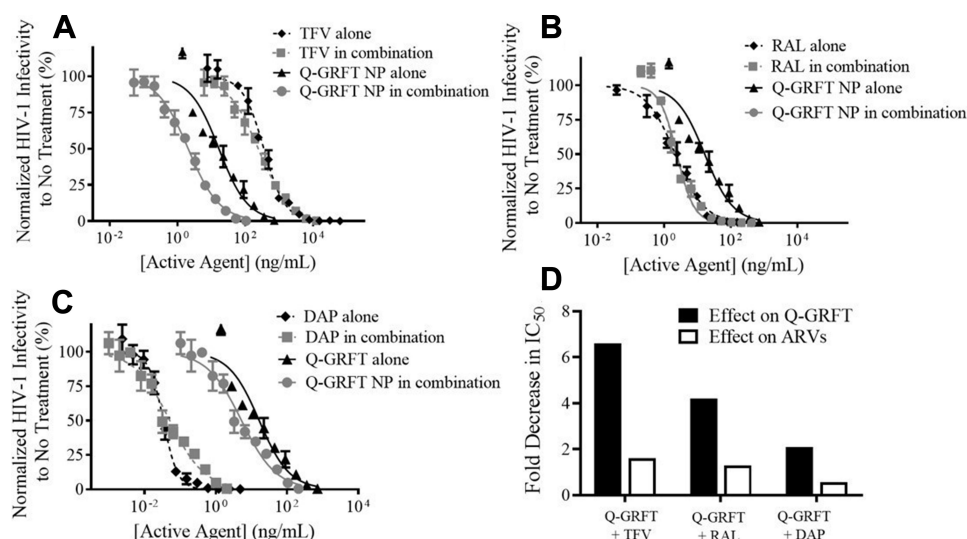 A
TFV alone
TFV in combination
Q-GRFT NP alone
Q-GRFT NP in combination
Normalized HIV-1 Infectivity
to No Treatment (%)
100
75
50
25
0
10-2
100
102
104
[Active Agent] (ng/mL)
B
RAL alone
RAL in combination
Q-GRFT NP alone
Q-GRFT NP in combination
Normalized HIV-1 Infectivity
to No Treatment (%)
100
75
50
25
0
10-2
100
102
104
[Active Agent] (ng/mL)
C
DAP alone
DAP in combination
Q-GRFT alone
Q-GRFT NP in combination
Normalized HIV-1 Infectivity
to No Treatment (%)
100
75
50
25
0
10-2
100
102
104
[Active Agent] (ng/mL)
D
Effect on Q-GRFT
Effect on ARVs
Fold Decrease in IC50
8
6
4
2
0
Q-GRFT
+ TFV
Q-GRFT
+ RAL
Q-GRFT
+ DAP